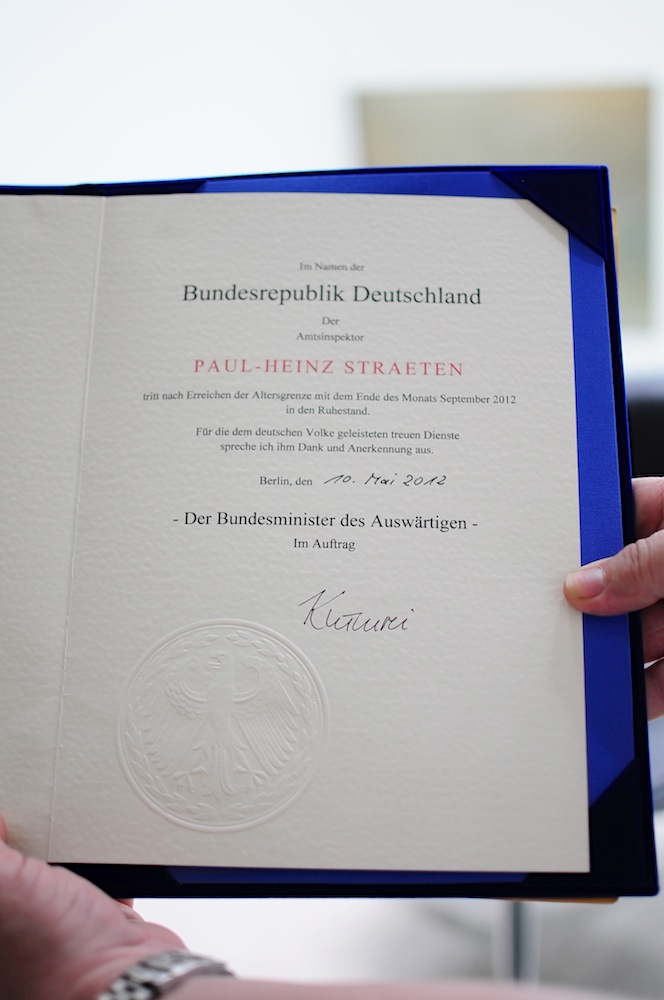 Im Namen der
Bundesrepublik Deutschland
Der
Amtsinspektor
PAUL-HEINZ STRAETEN
tritt nach Erreichen der Altersgrenze mit dem Ende des Monats September 2012
in den Ruhestand.
Für die dem deutschen Volke geleisteten treuen Dienste
spreche ich ihm Dank und Anerkennung aus.
Berlin, den 10. Mai 2012
- Der Bundesminister des Auswärtigen -
Im Auftrag